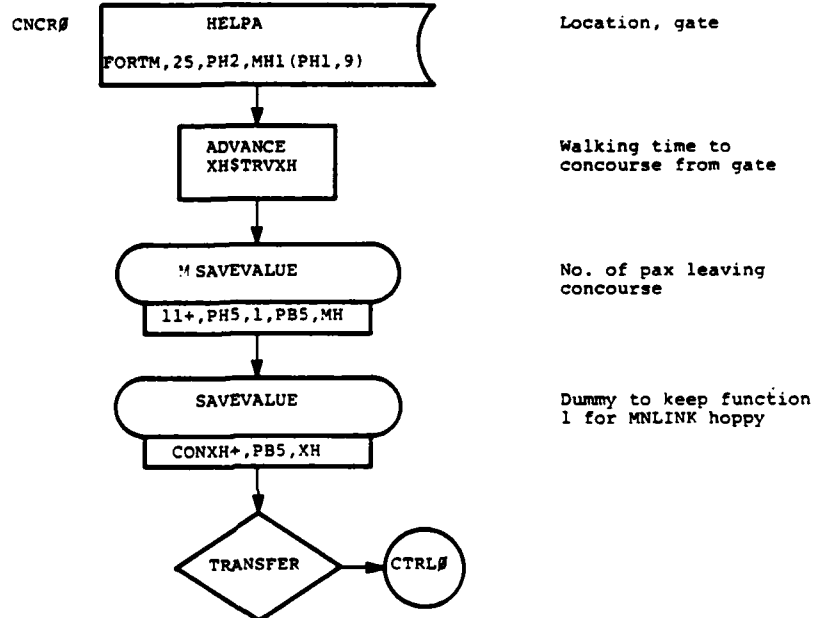 CNCRØ
HELPA
FORTM,25,PH2,MH1(PH1,9)
Location, gate
ADVANCE
XH$TRVXH
Walking time to
concourse from gate
M SAVEVALUE
11+,PH5,1,PB5,MH
No. of pax leaving
concourse
SAVEVALUE
CONXH+,PB5,XH
Dummy to keep function
1 for MNLINK hoppy
TRANSFER
CTRLØ